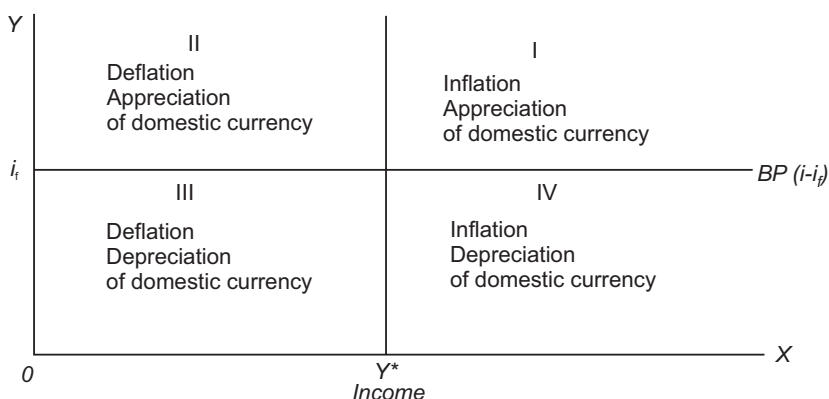 Y
II
Deflation
Appreciation
of domestic currency
I
Inflation
Appreciation
of domestic currency
if
BP (i-if)
III
Deflation
Depreciation
of domestic currency
IV
Inflation
Depreciation
of domestic currency
0
Y*
X
Income